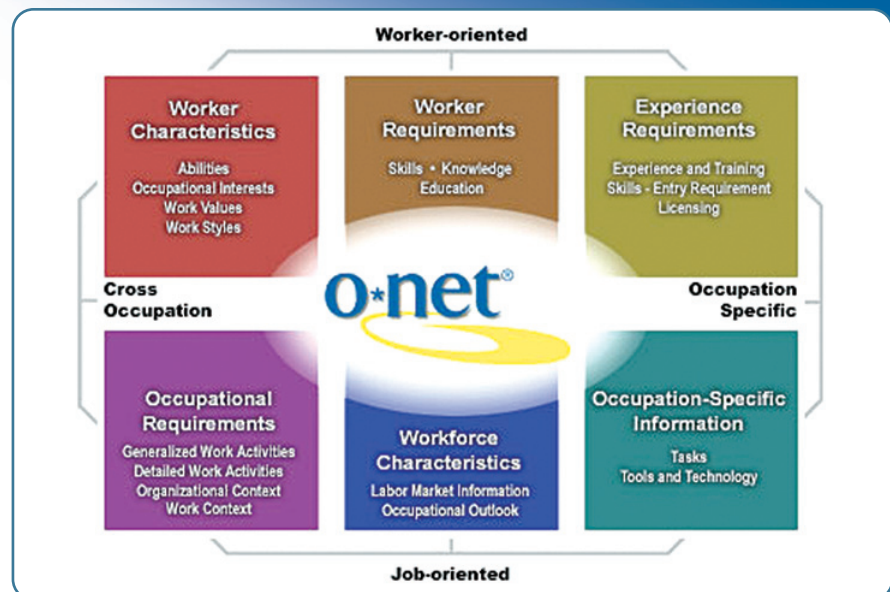 Worker-oriented
Worker
Characteristics
Abilities
Occupational Interests
Work Values
Work Styles
Worker
Requirements
Skills • Knowledge
Education
Experience
Requirements
Experience and Training
Skills - Entry Requirement
Licensing
Cross
Occupation
o*net®
Occupation
Specific
Occupational
Requirements
Generalized Work Activities
Detailed Work Activities
Organizational Context
Work Context
Workforce
Characteristics
Labor Market Information
Occupational Outlook
Occupation-Specific
Information
Tasks
Tools and Technology
Job-oriented